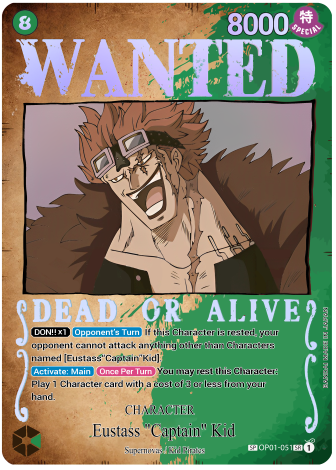 8
8000
特
SPECIAL
WANTED
DEAD OR ALIVE
DON!!×1 Opponent's Turn If this Character is rested, your
opponent cannot attack anything other than Characters
named [Eustass"Captain"Kid].
Activate: Main Once Per Turn You may rest this Character:
Play 1 Character card with a cost of 3 or less from your
hand.
CHARACTER
Eustass "Captain" Kid
Supernovas / Kid Pirates
SP OP01-051 SR 1